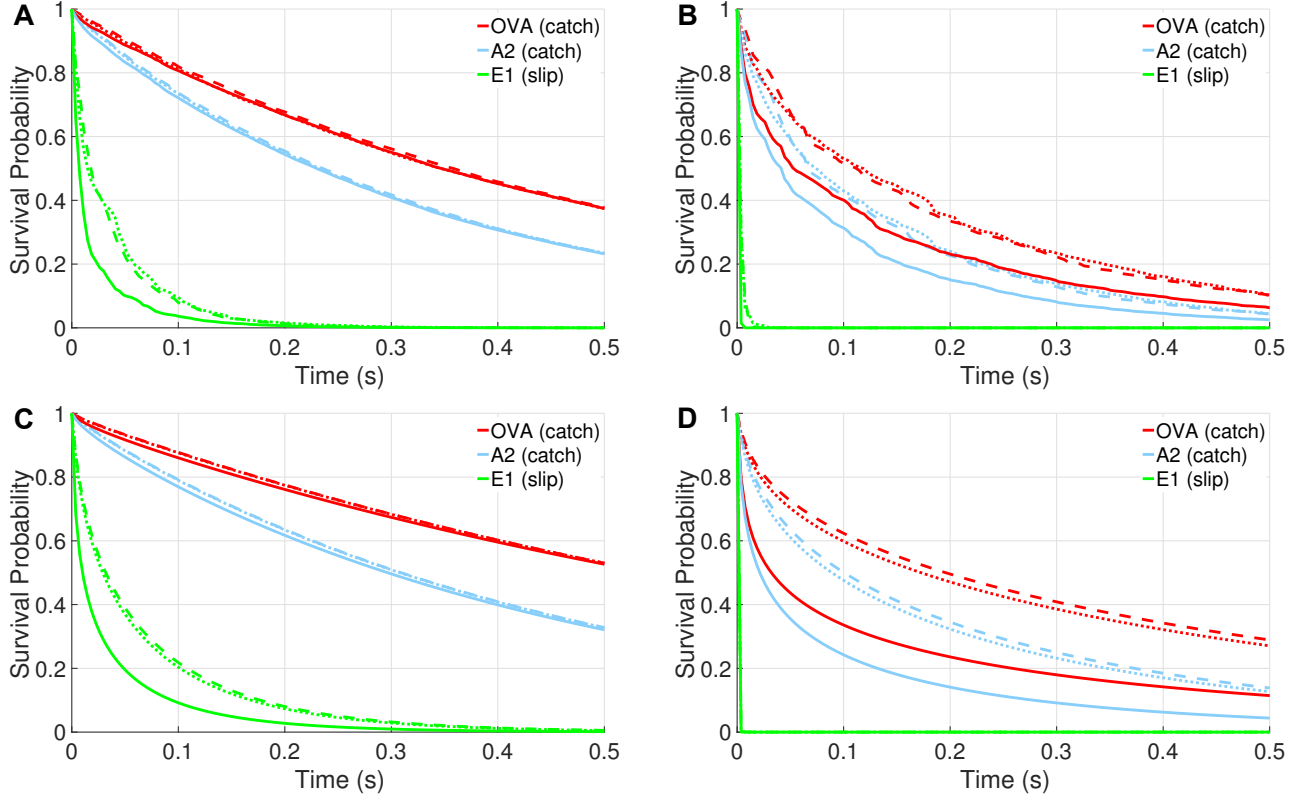 A
OVA (catch)
A2 (catch)
E1 (slip)
Survival Probability
1
0.8
0.6
0.4
0.2
0
0 0.1 0.2 0.3 0.4 0.5
Time (s)
B
OVA (catch)
A2 (catch)
E1 (slip)
Survival Probability
1
0.8
0.6
0.4
0.2
0
0 0.1 0.2 0.3 0.4 0.5
Time (s)
C
OVA (catch)
A2 (catch)
E1 (slip)
Survival Probability
1
0.8
0.6
0.4
0.2
0
0 0.1 0.2 0.3 0.4 0.5
Time (s)
D
OVA (catch)
A2 (catch)
E1 (slip)
Survival Probability
1
0.8
0.6
0.4
0.2
0
0 0.1 0.2 0.3 0.4 0.5
Time (s)